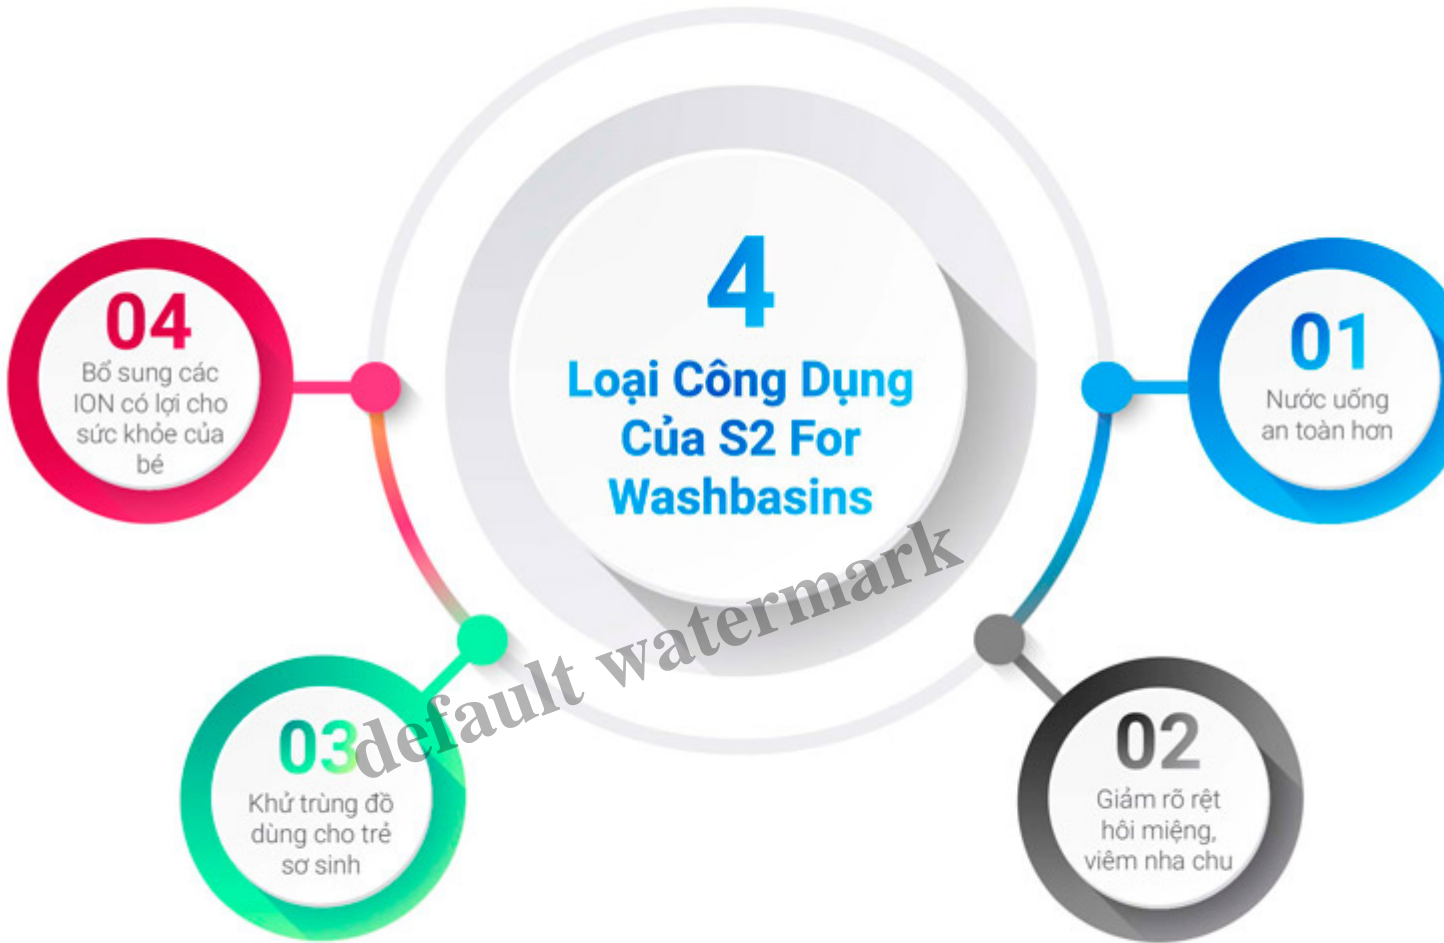 4
Loại Công Dụng
Của S2 For
Washbasins
01
Nước uống
an toàn hơn
02
Giảm rõ rệt
hôi miệng,
viêm nha chu
03
Khử trùng đồ
dùng cho trẻ
sơ sinh
04
Bổ sung các
ION có lợi cho
sức khỏe của
bé
default watermark